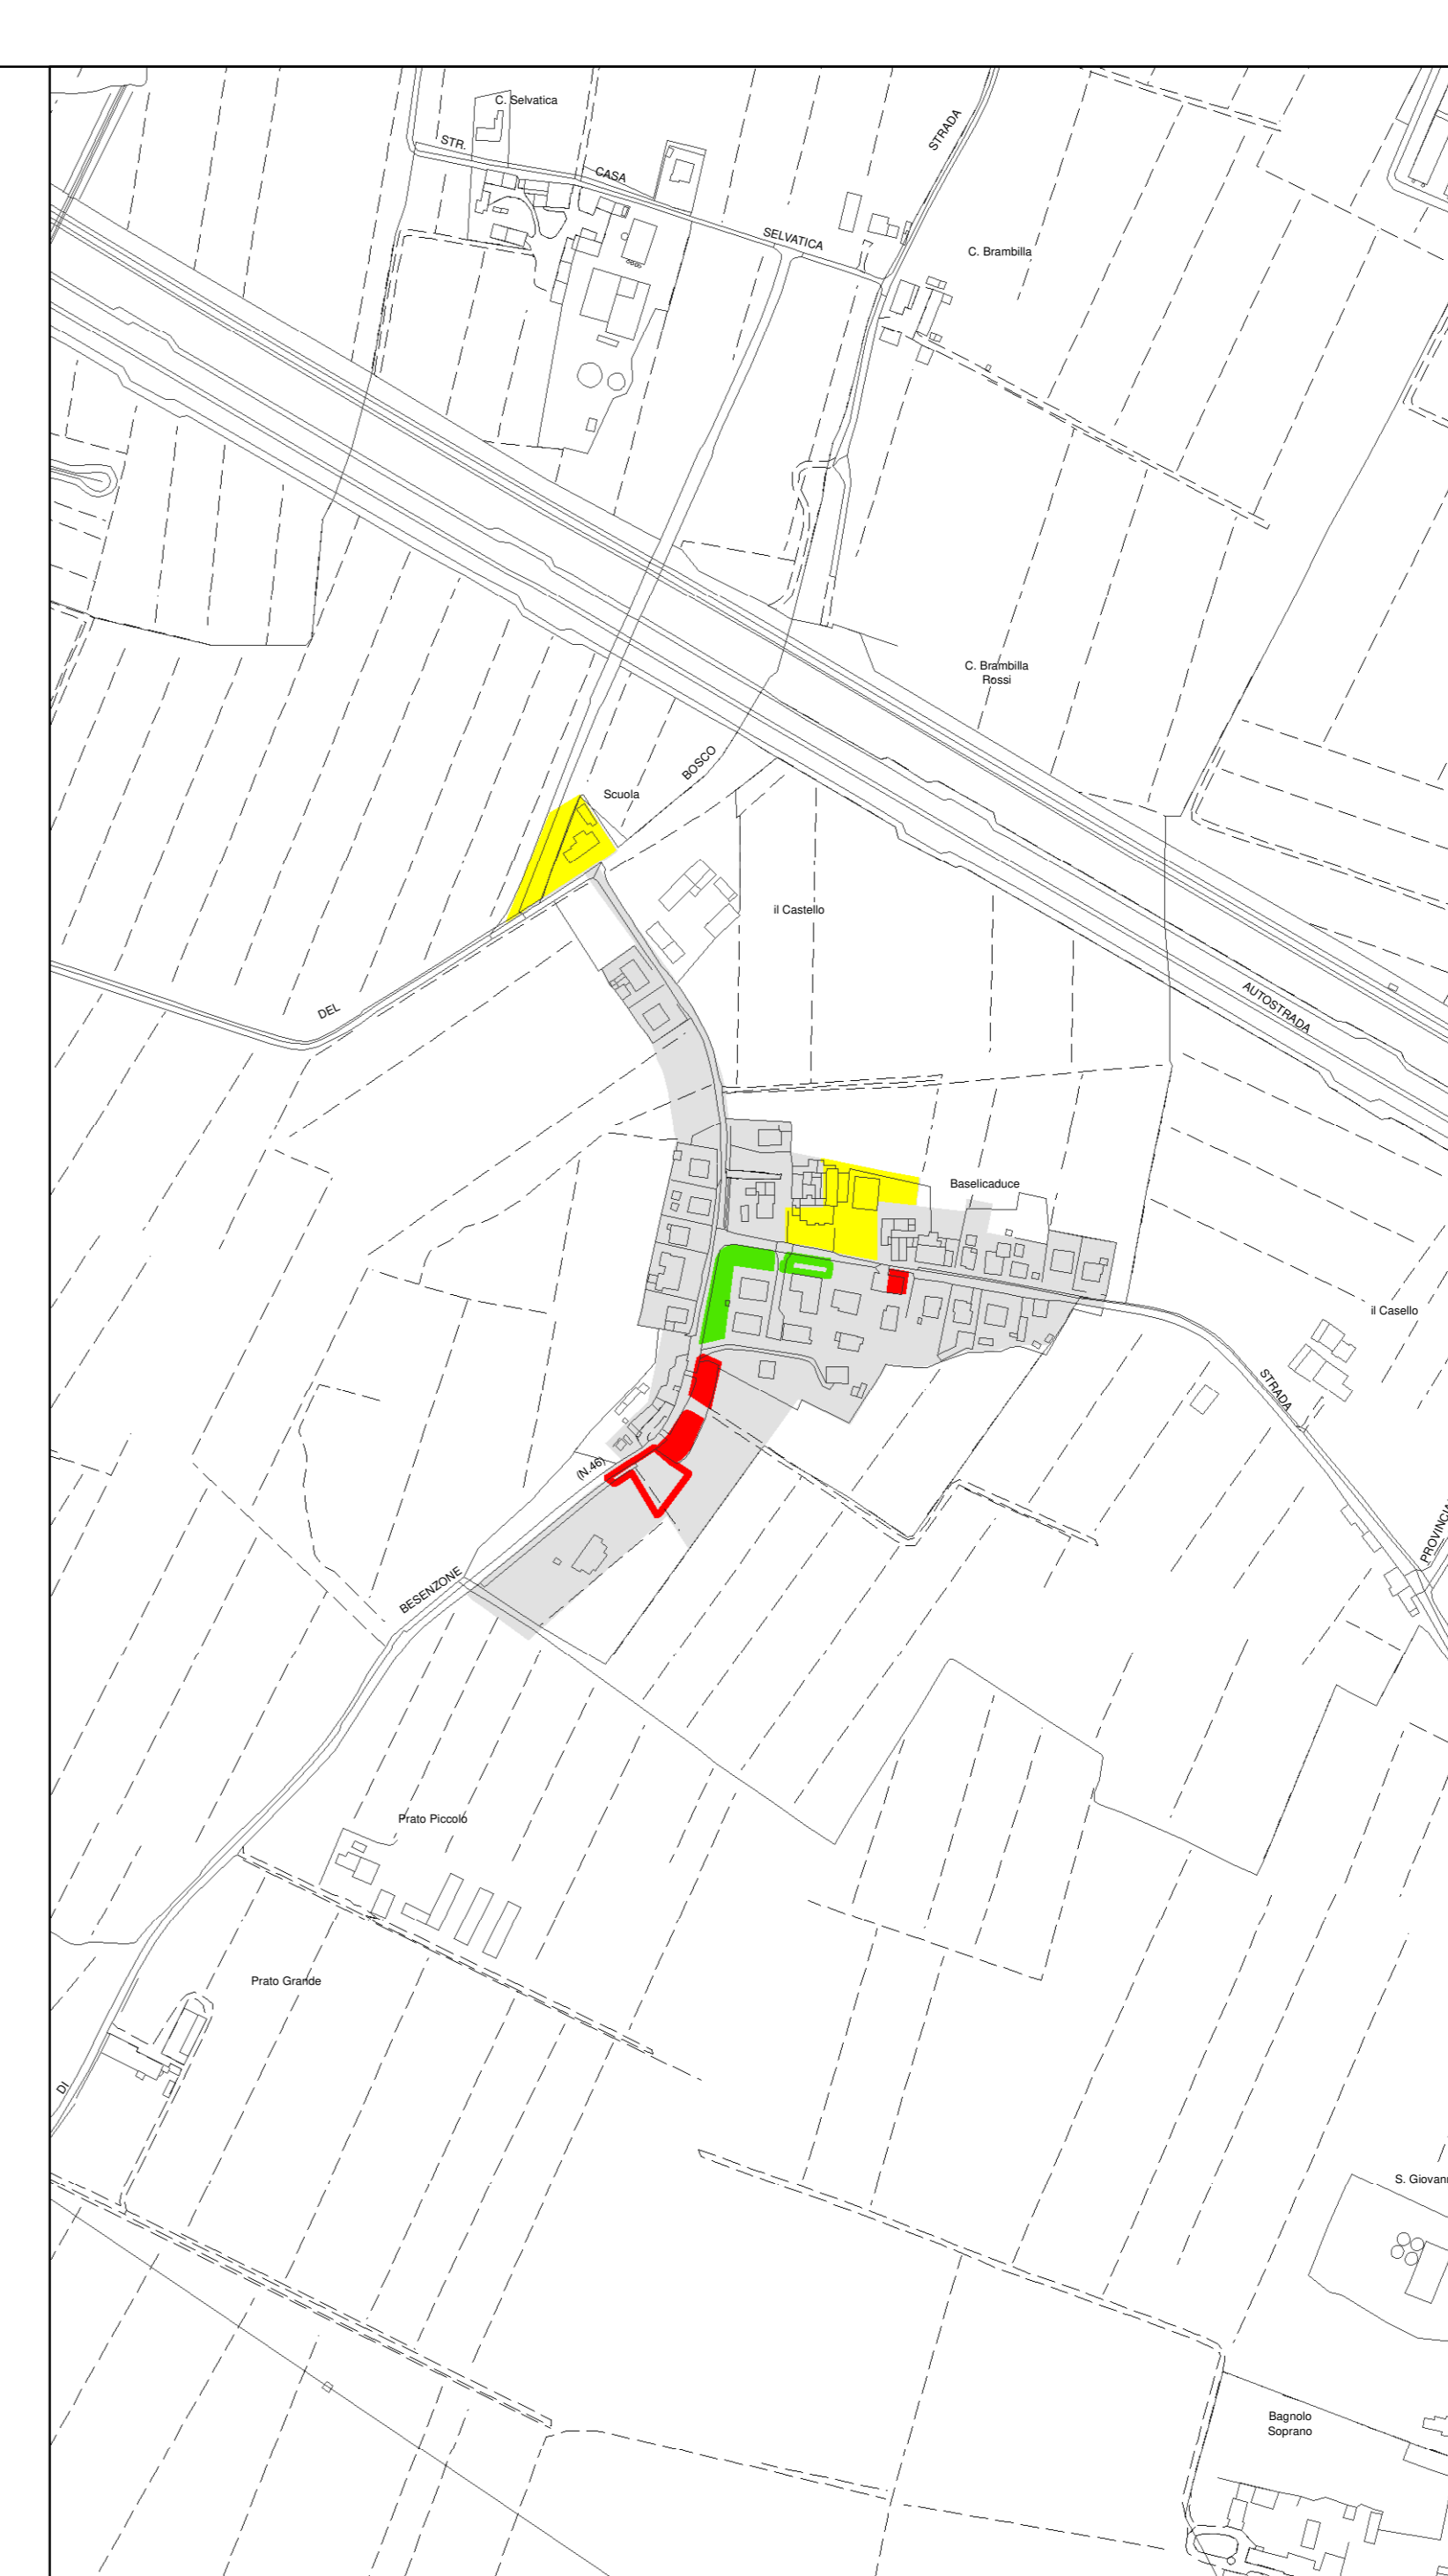 C. Selvatica
STRADA
STR.
CASA
SELVATICA
C. Brambilla
C. Brambilla
Rossi
BOSCO
Scuola
il Castello
AUTOSTRADA
DEL
Baselicaduce
il Casello
STRADA
(N.46)
PROVINCIA
BESENZONE
Prato Piccolo
Prato Grande
DI
S. Giovan
Bagnolo
Soprano